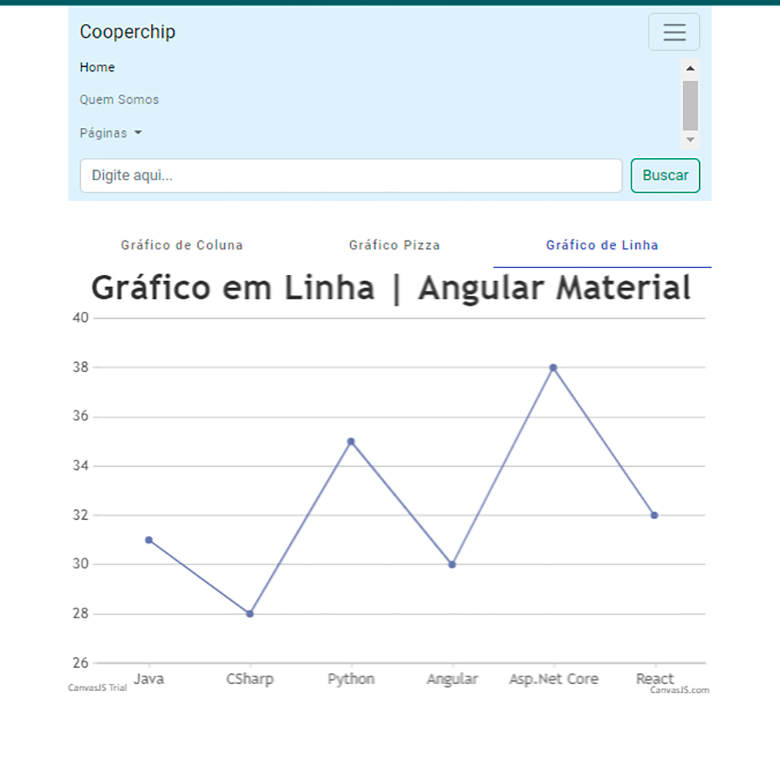 Cooperchip
Home
Quem Somos
Páginas
Digite aqui...
Buscar
Gráfico de Coluna
Gráfico Pizza
Gráfico de Linha
Gráfico em Linha | Angular Material
40
38
36
34
32
30
28
26
Java
CSharp
Python
Angular
Asp.Net Core
React
CanvasJS Trial
CanvasJS.com